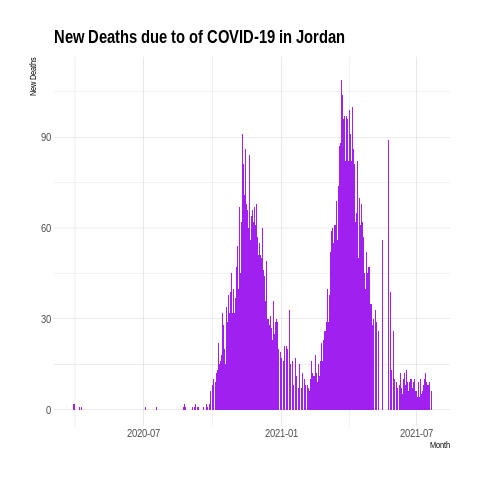 New Deaths due to of COVID-19 in Jordan
New Deaths
90
60
30
0
2020-07
2021-01
2021-07
Month